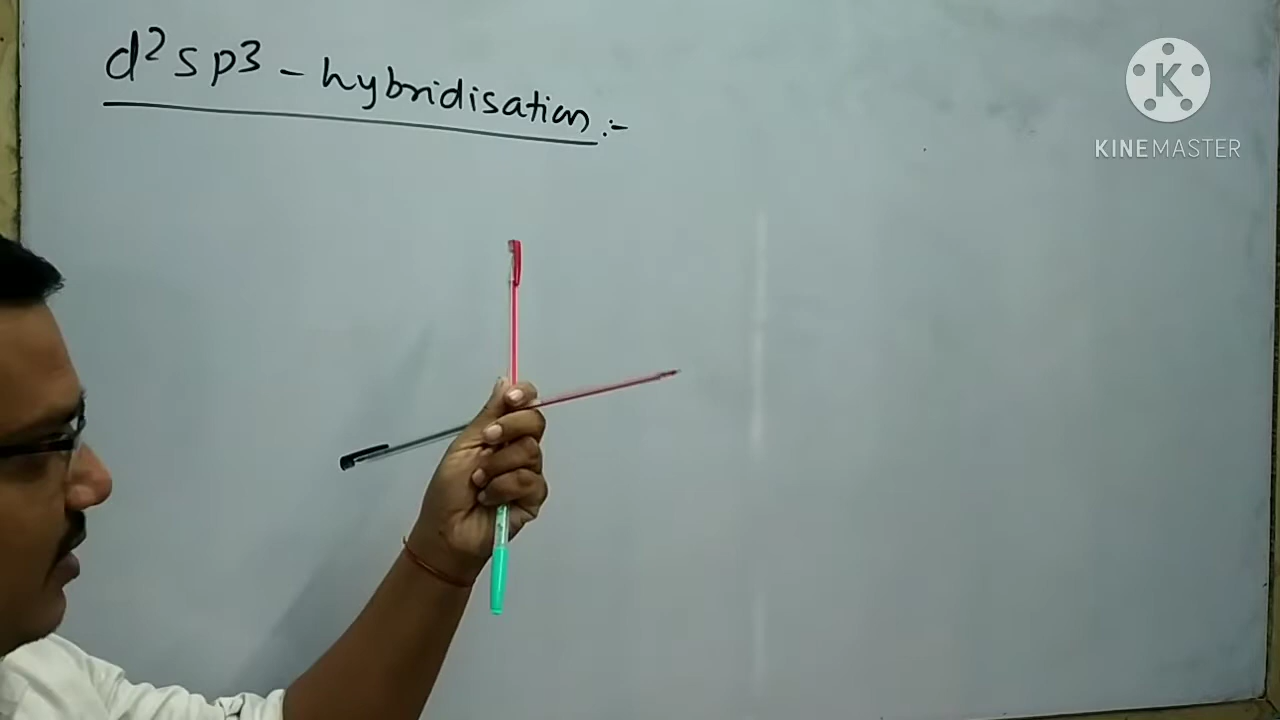 d²sp3 - hybridisation :-
K
KINEMASTER